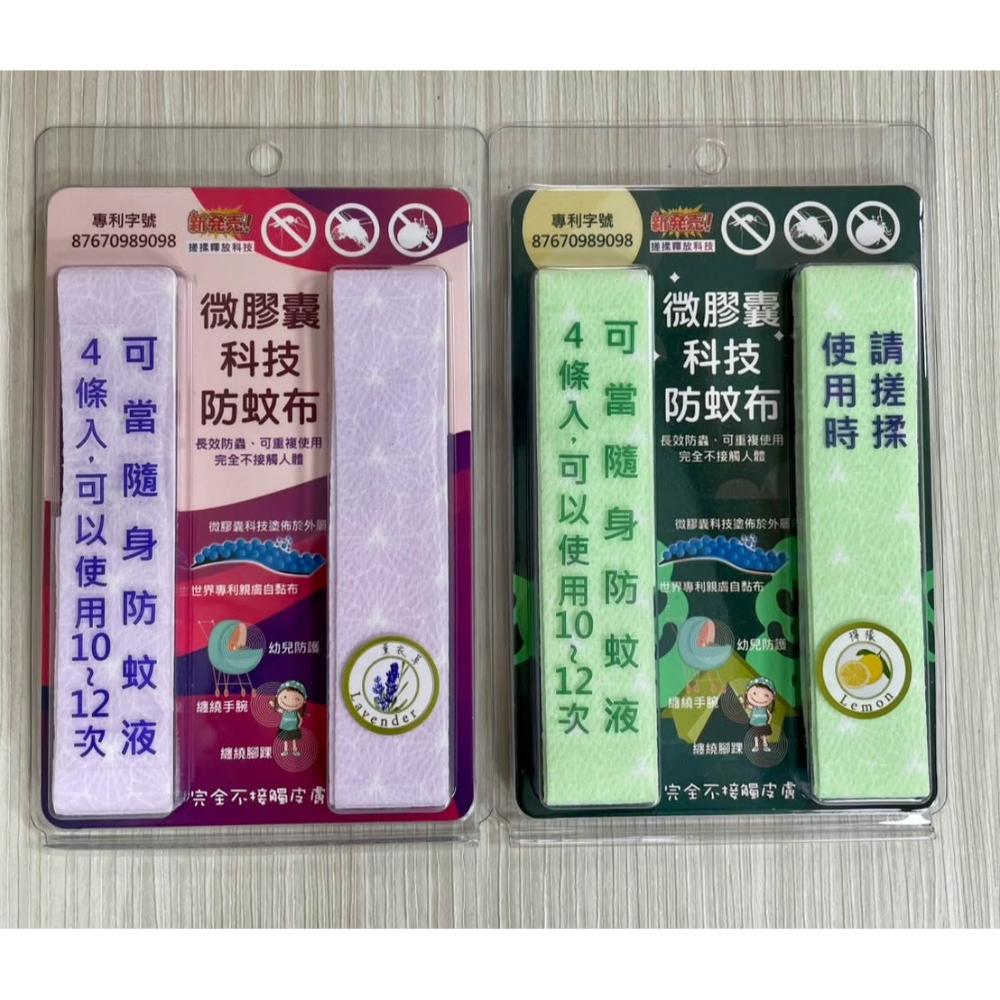 專利字號
87670989098
新発売!
搓揉釋放科技
微膠囊
科技
防蚊布
長效防蟲、可重複使用
完全不接觸人體
可當隨身防蚊液
4條入，可以使用10~12次
微膠囊科技塗佈於外層
世界專利親膚自黏布
幼兒防護
纏繞手腕
纏繞腳踝
完全不接觸皮膚
薰衣草
Lavender
專利字號
87670989098
新発売!
搓揉釋放科技
微膠囊
科技
防蚊布
長效防蟲、可重複使用
完全不接觸人體
可當隨身防蚊液
4條入，可以使用10~12次
請搓揉
使用時
微膠囊科技塗佈於外層
世界專利親膚自黏布
幼兒防護
纏繞手腕
纏繞腳踝
完全不接觸皮膚
檸檬
Lemon